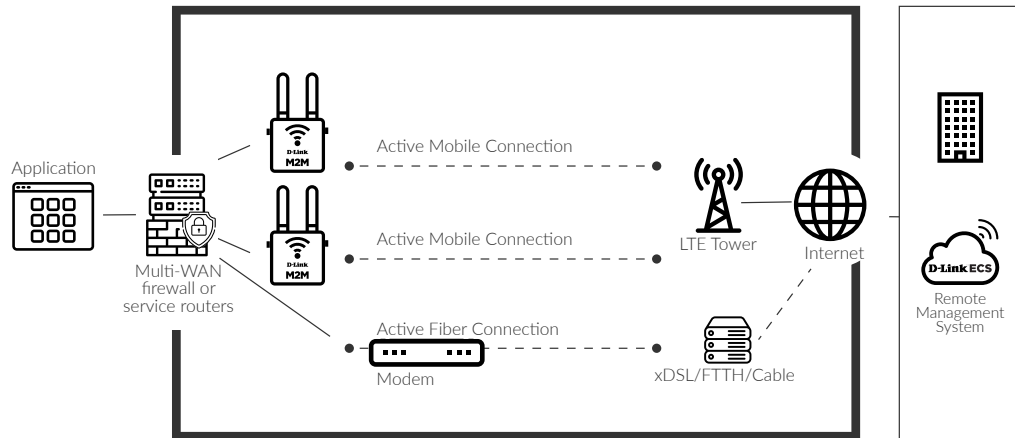 Application
Multi-WAN
firewall or
service routers
D-Link
M2M
D-Link
M2M
Active Mobile Connection
Active Mobile Connection
Active Fiber Connection
Modem
LTE Tower
xDSL/FTTH/Cable
Internet
D-Link ECS
Remote
Management
System